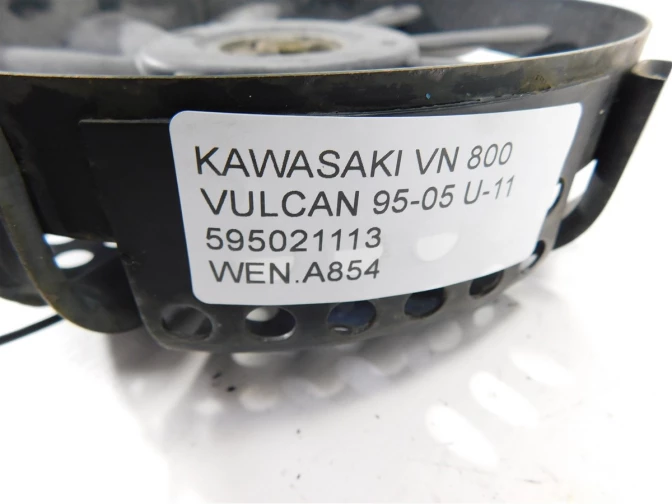 KAWASAKI VN 800
VULCAN 95-05 U-11
595021113
WEN.A854